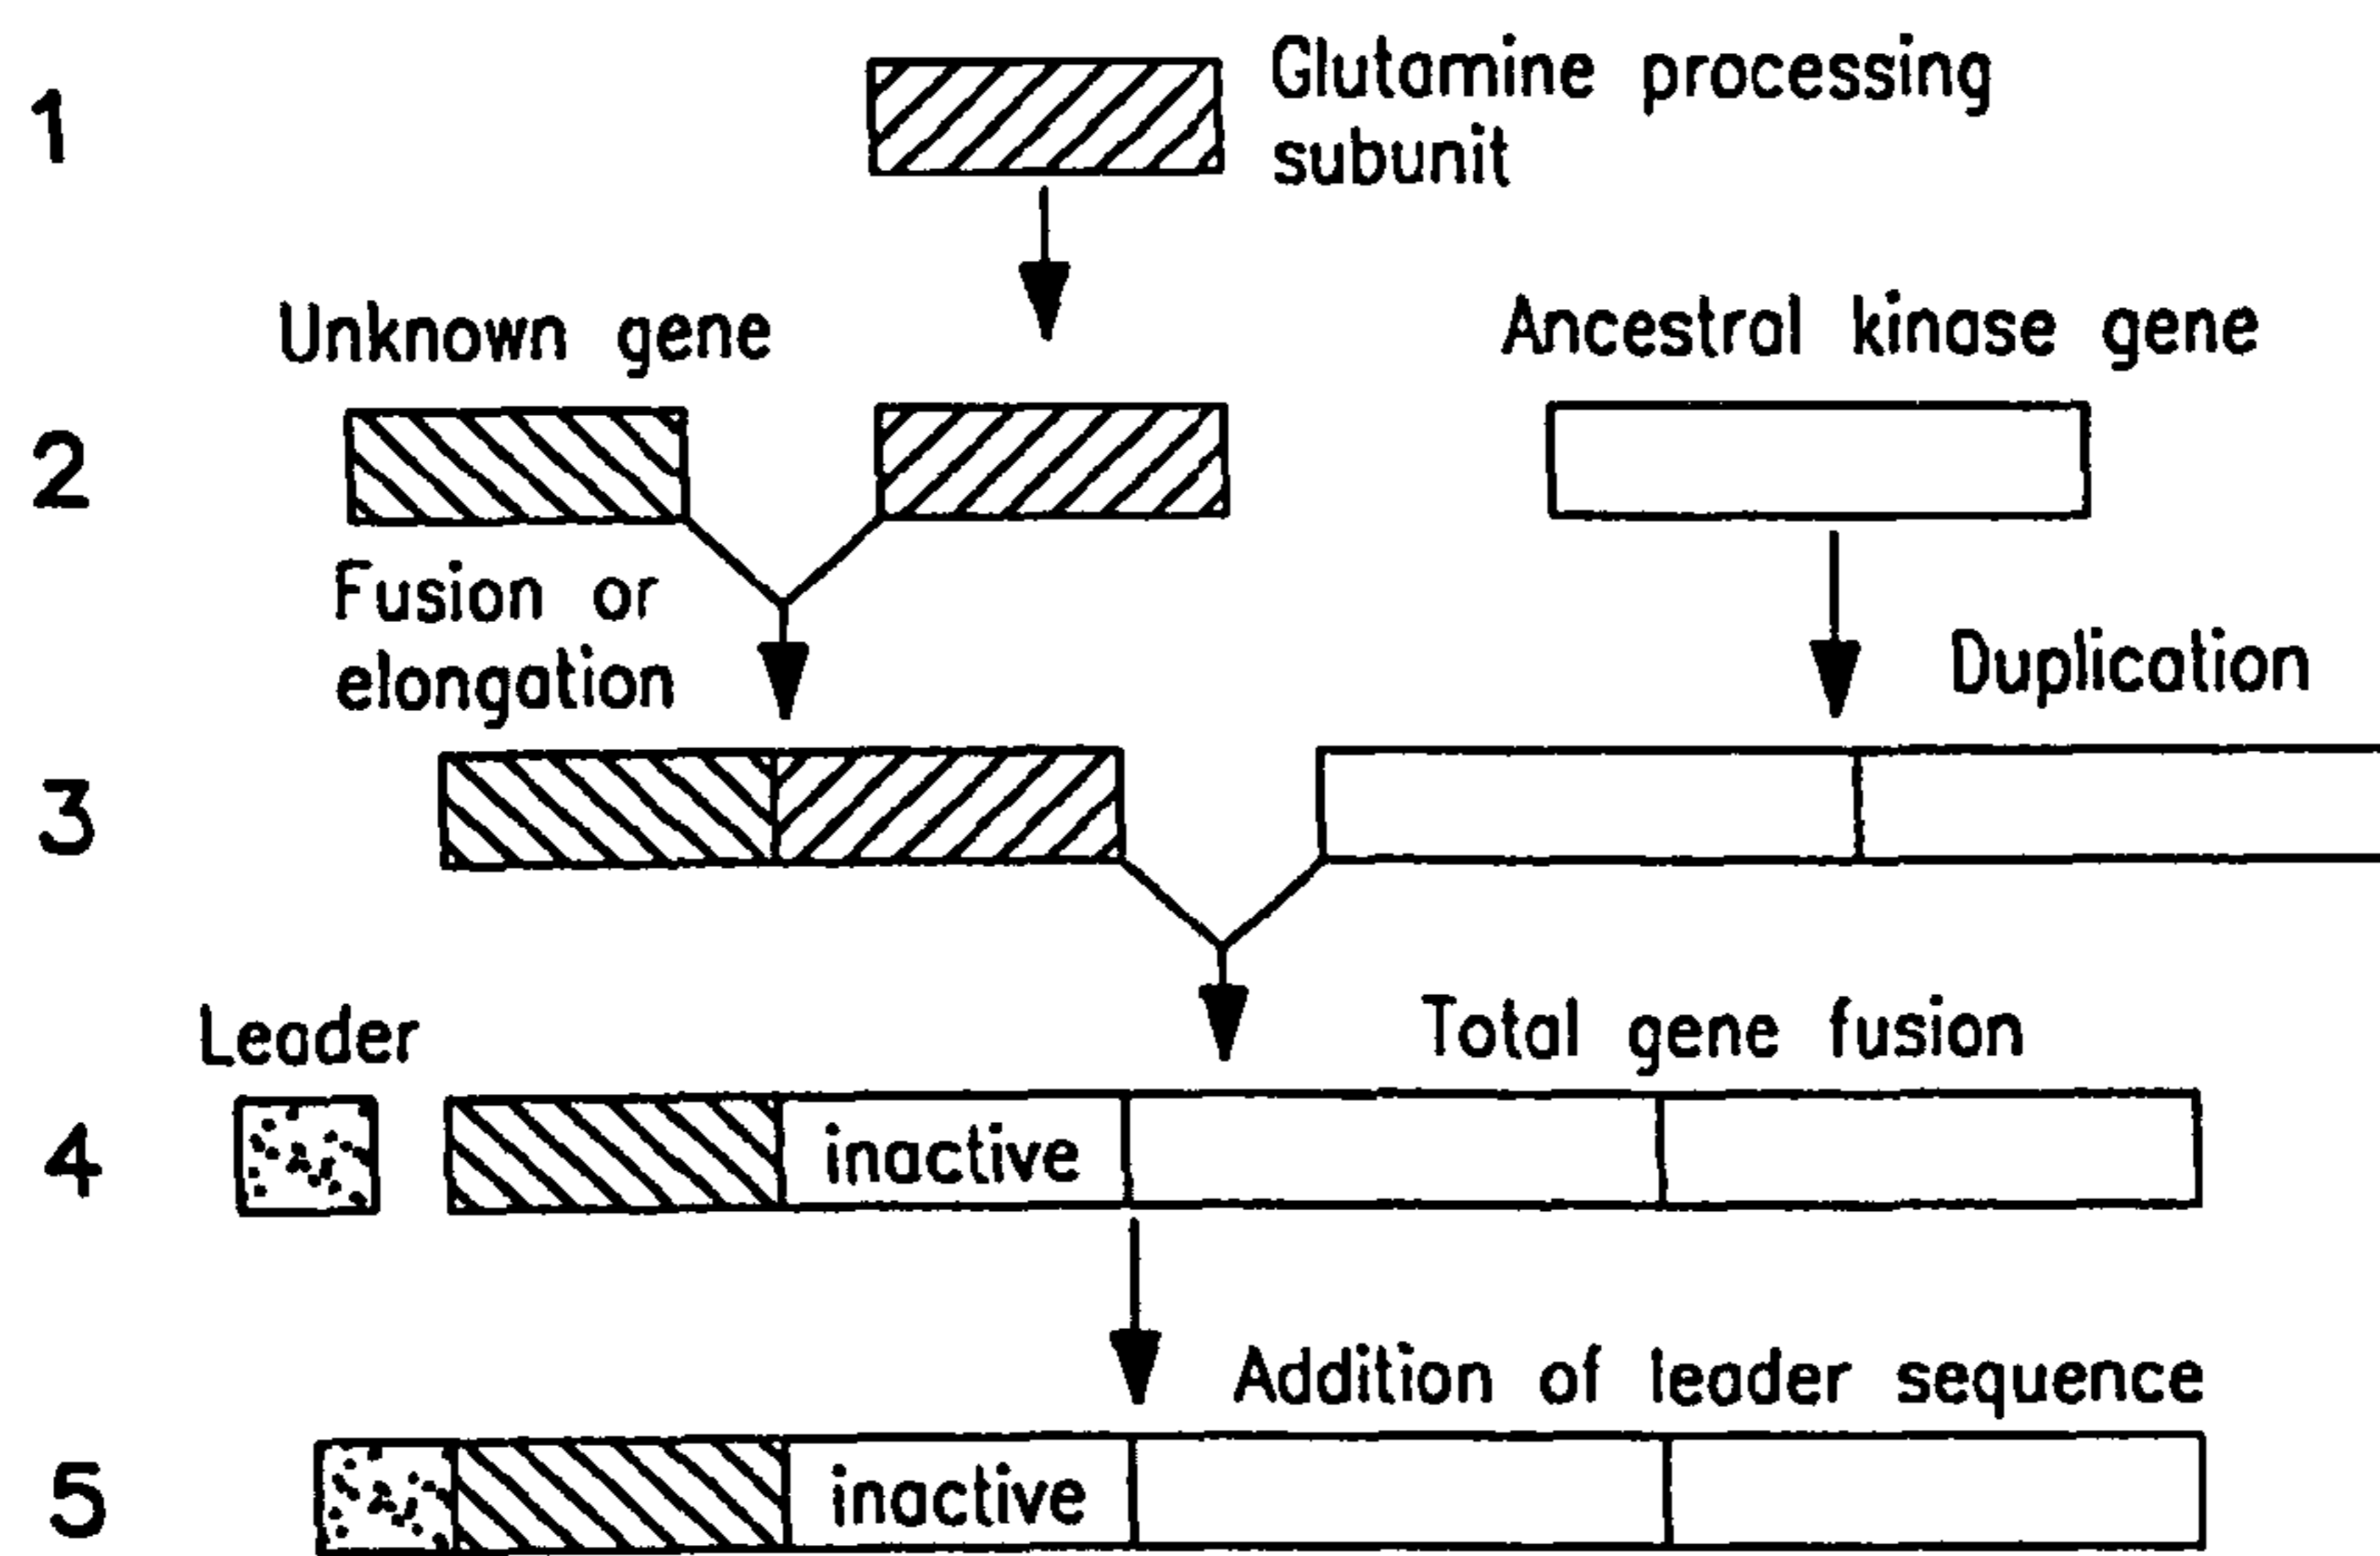 1
Glutamine processing
subunit
Unknown gene
Ancestral kinase gene
2
Fusion or
elongation
Duplication
3
Leader
Total gene fusion
4
inactive
Addition of leader sequence
5
inactive